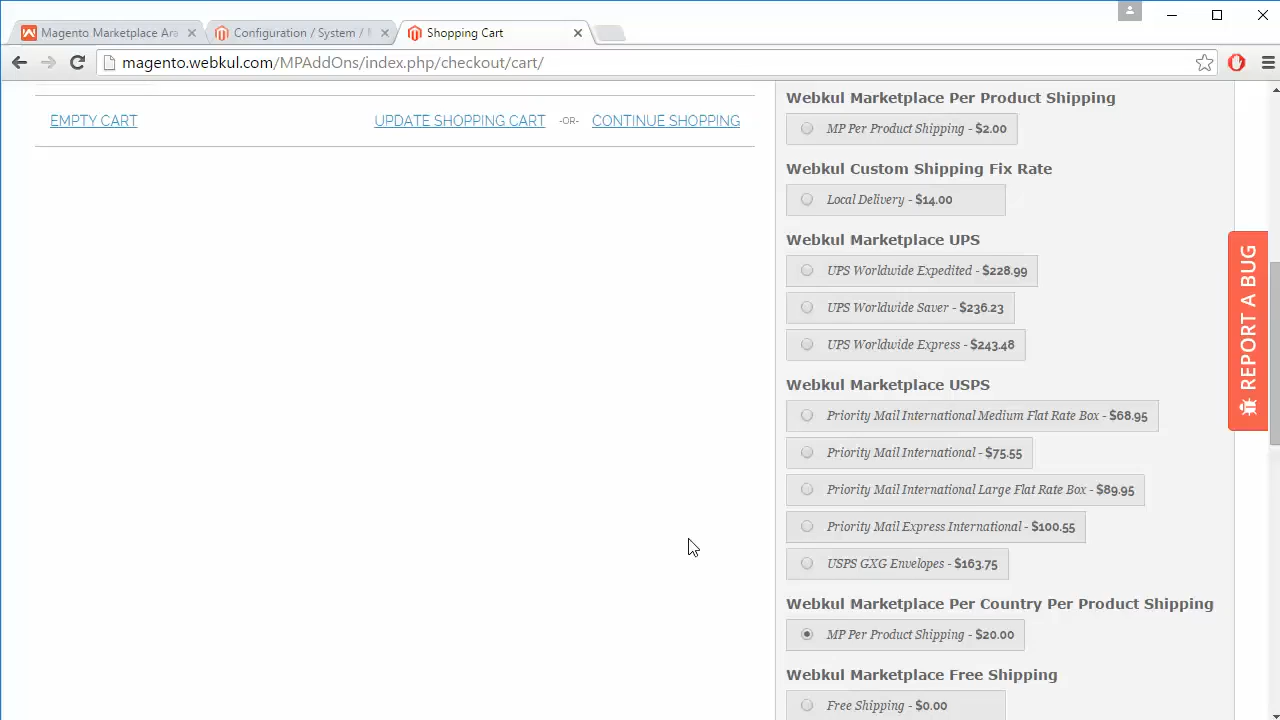 Magento Marketplace Ara
Configuration / System /
Shopping Cart
magento.webkul.com/MPAddOns/index.php/checkout/cart/
EMPTY CART
UPDATE SHOPPING CART -OR- CONTINUE SHOPPING
Webkul Marketplace Per Product Shipping
MP Per Product Shipping - $2.00
Webkul Custom Shipping Fix Rate
Local Delivery - $14.00
Webkul Marketplace UPS
UPS Worldwide Expedited - $228.99
UPS Worldwide Saver - $236.23
UPS Worldwide Express - $243.48
Webkul Marketplace USPS
Priority Mail International Medium Flat Rate Box - $68.95
Priority Mail International - $75.55
Priority Mail International Large Flat Rate Box - $89.95
Priority Mail Express International - $100.55
USPS GXG Envelopes - $163.75
Webkul Marketplace Per Country Per Product Shipping
MP Per Product Shipping - $20.00
Webkul Marketplace Free Shipping
Free Shipping - $0.00
REPORT A BUG